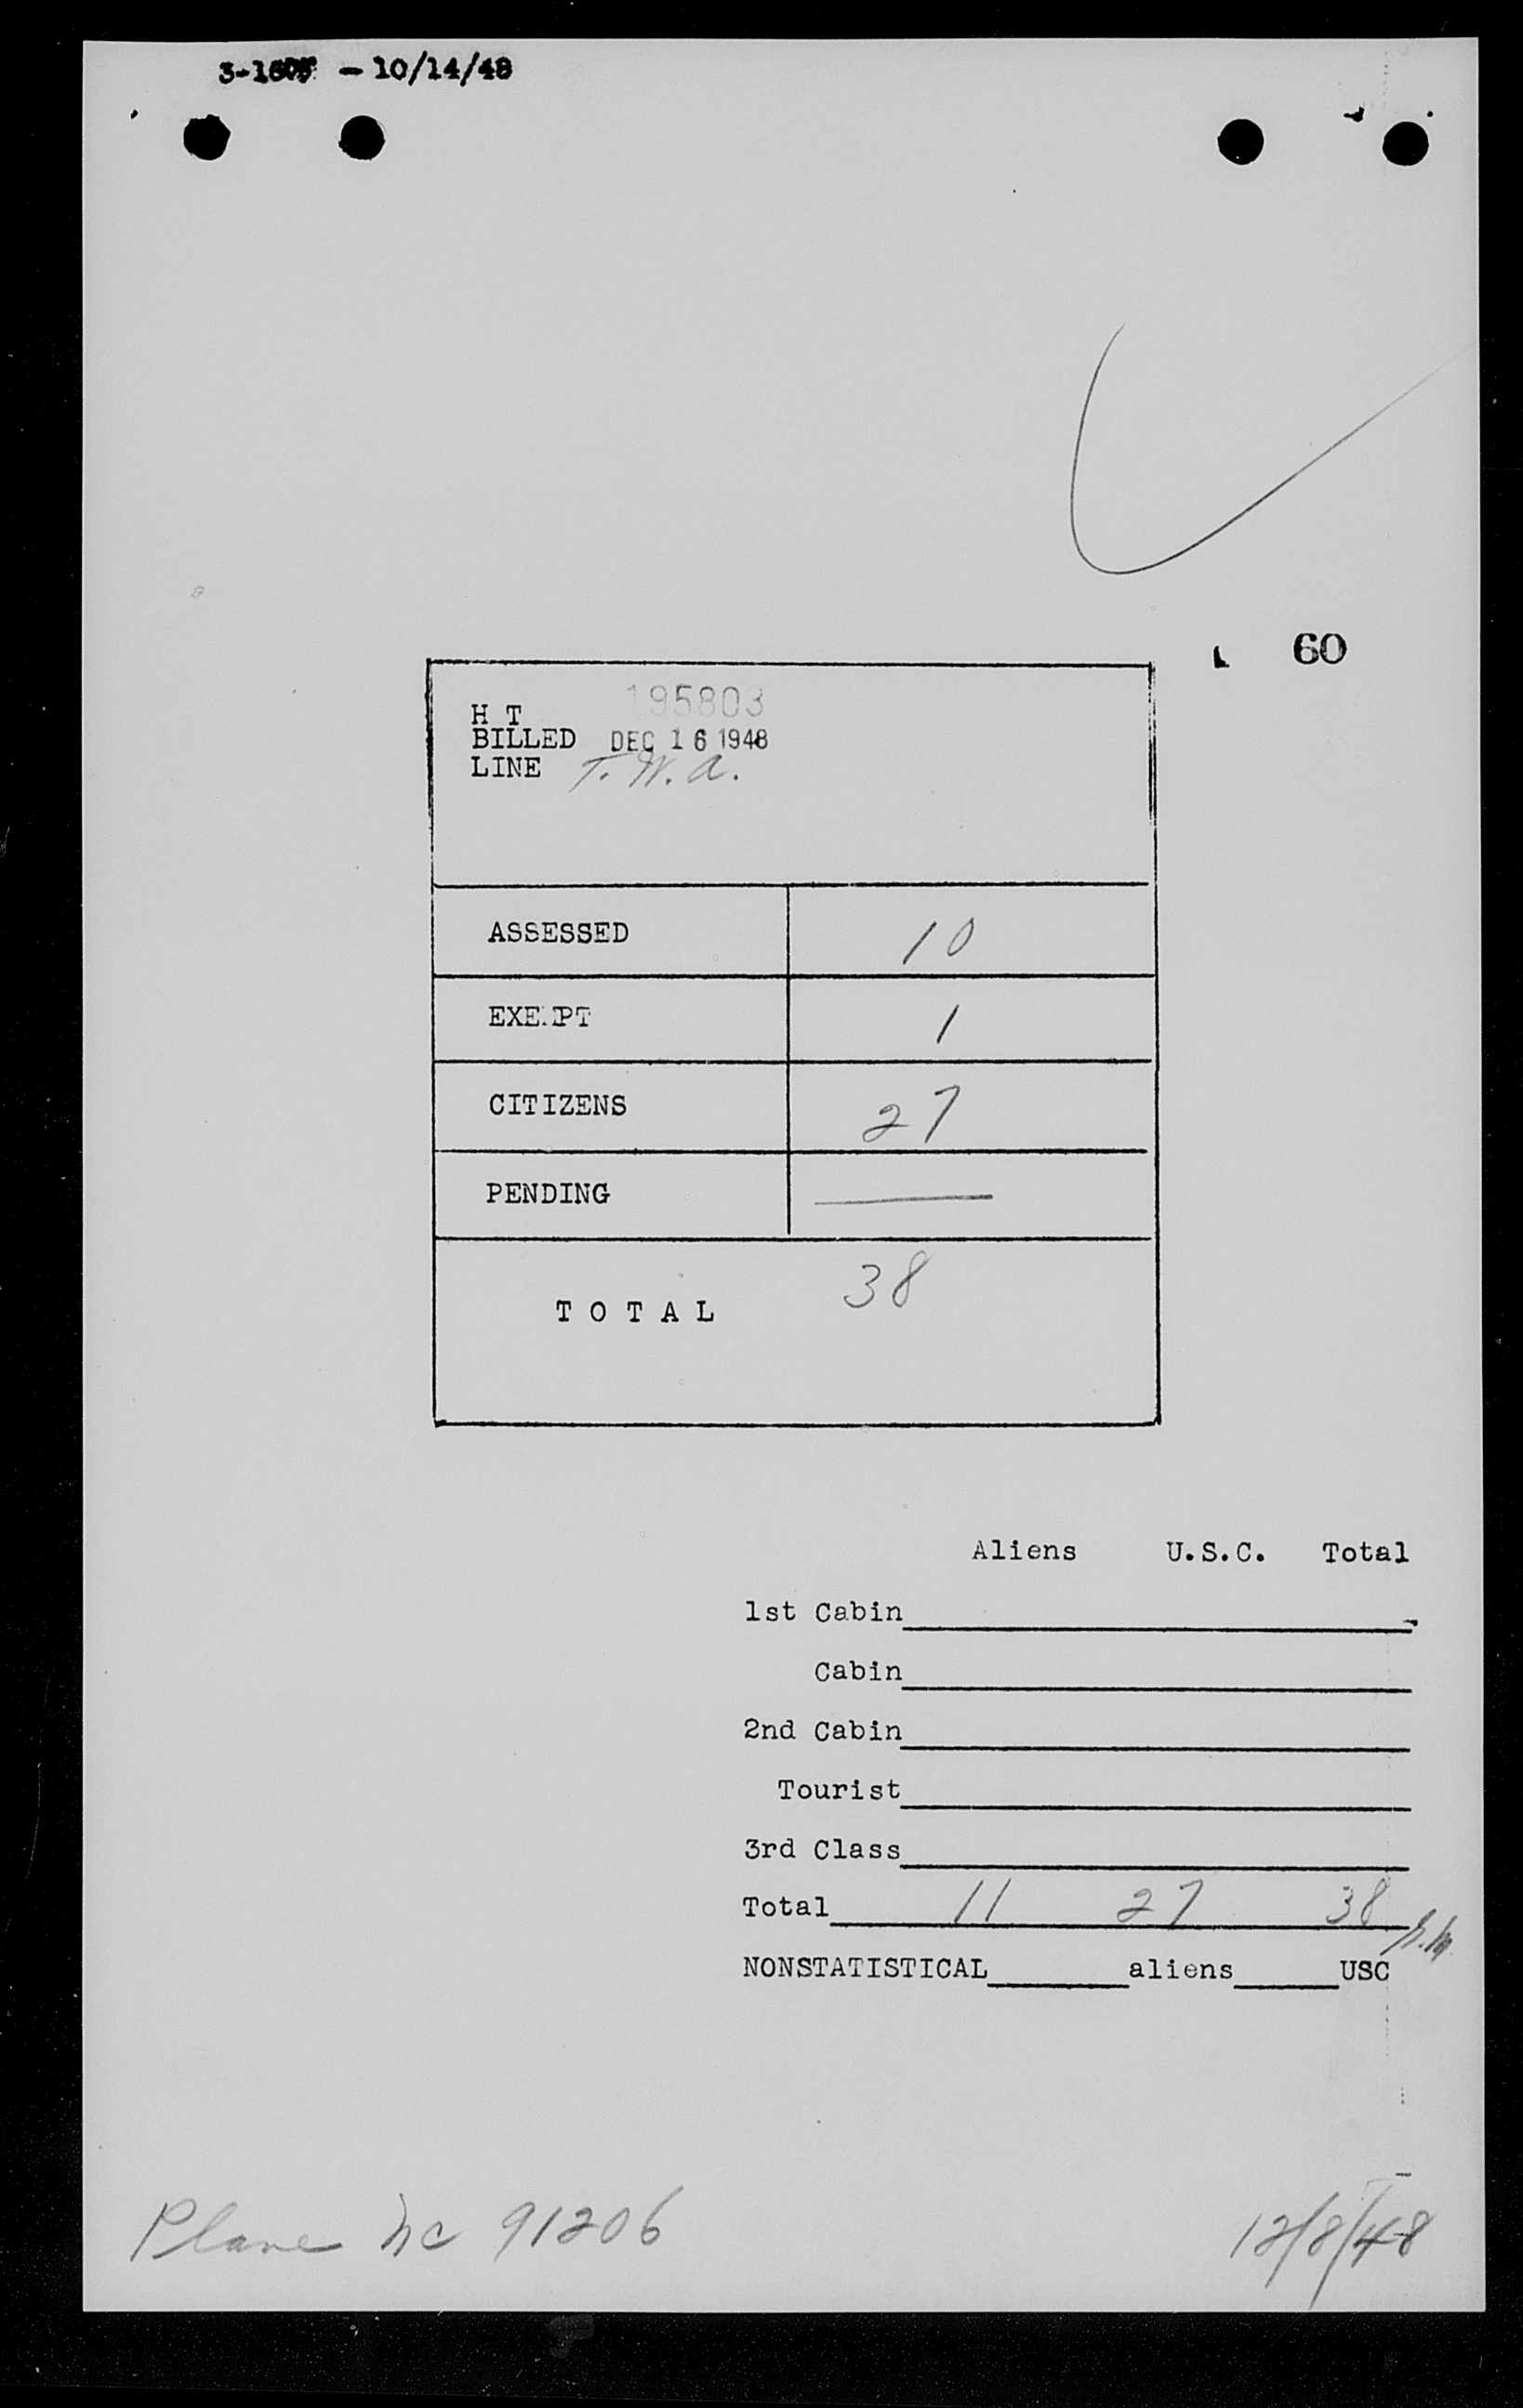 - 10/14/48
60
195803
H T
BILLED DEC 16 1948
LINE T. W. A.
ASSESSED 10
EXEMPT 1
CITIZENS 27
PENDING —
TOTAL 38
Aliens U.S.C. Total
1st Cabin
Cabin
2nd Cabin
Tourist
3rd Class
Total 11 27 38
NONSTATISTICAL aliens USC
Plane NC 91206
12/8/48